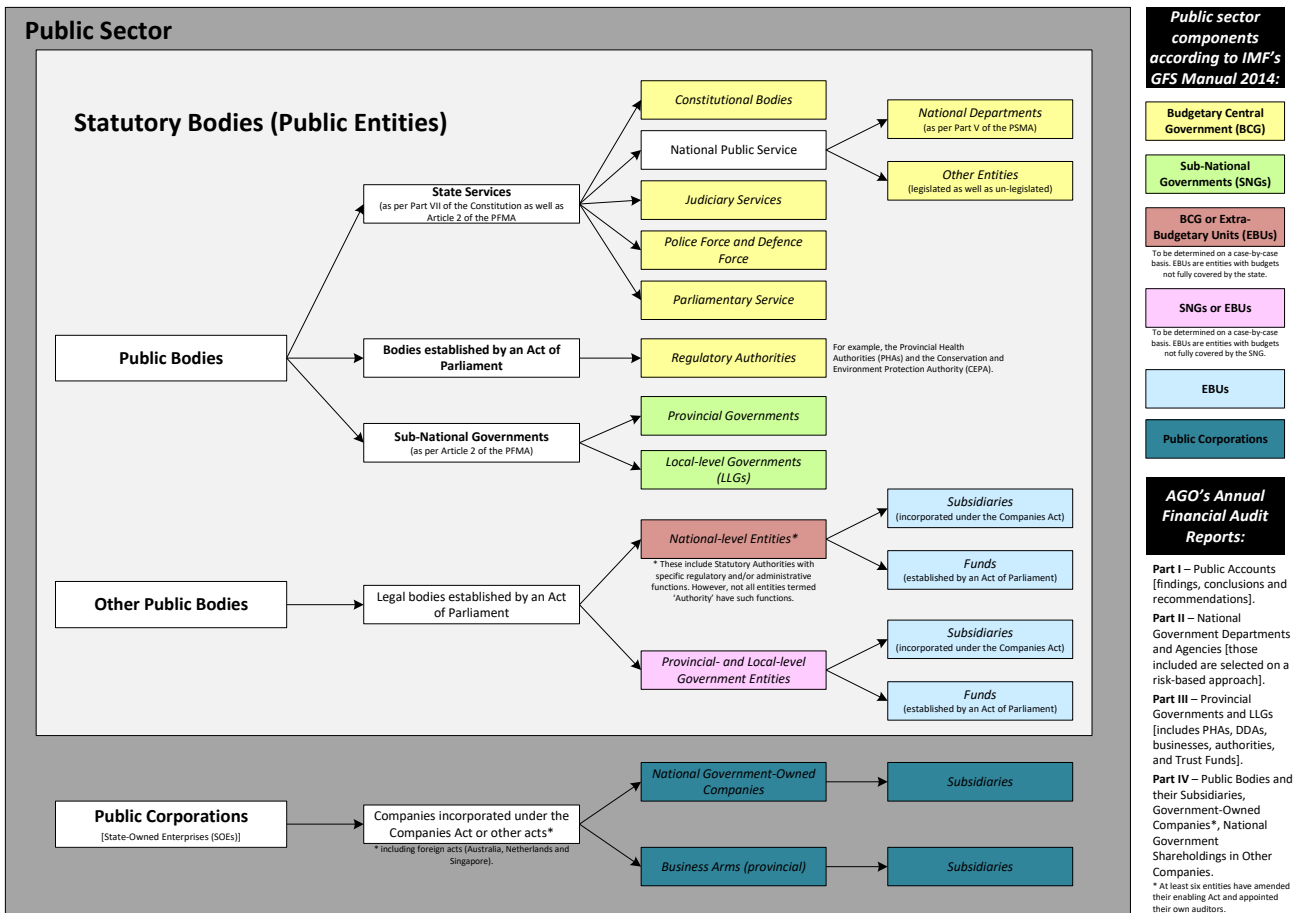 Public Sector
Statutory Bodies (Public Entities)
Constitutional Bodies
National Public Service
National Departments
(as per Part V of the PSMA)
Other Entities
(legislated as well as un-legislated)
State Services
(as per Part VII of the Constitution as well as
Article 2 of the PFMA
Judiciary Services
Police Force and Defence
Force
Parliamentary Service
Public Bodies
Bodies established by an Act of
Parliament
Regulatory Authorities
For example, the Provincial Health
Authorities (PHAs) and the Conservation and
Environment Protection Authority (CEPA).
Sub-National Governments
(as per Article 2 of the PFMA)
Provincial Governments
Local-level Governments
(LLGs)
Other Public Bodies
Legal bodies established by an Act
of Parliament
National-level Entities*
* These include Statutory Authorities with
specific regulatory and/or administrative
functions. However, not all entities termed
‘Authority’ have such functions.
Subsidiaries
(incorporated under the Companies Act)
Funds
(established by an Act of Parliament)
Provincial- and Local-level
Government Entities
Subsidiaries
(incorporated under the Companies Act)
Funds
(established by an Act of Parliament)
Public Corporations
[State-Owned Enterprises (SOEs)]
Companies incorporated under the
Companies Act or other acts*
* including foreign acts (Australia, Netherlands and
Singapore).
National Government-Owned
Companies
Subsidiaries
Business Arms (provincial)
Subsidiaries
Public sector
components
according to IMF’s
GFS Manual 2014:
Budgetary Central
Government (BCG)
Sub-National
Governments (SNGs)
BCG or Extra-
Budgetary Units (EBUs)
To be determined on a case-by-case
basis. EBUs are entities with budgets
not fully covered by the state.
SNGs or EBUs
To be determined on a case-by-case
basis. EBUs are entities with budgets
not fully covered by the SNG.
EBUs
Public Corporations
AGO’s Annual
Financial Audit
Reports:
Part I – Public Accounts
[findings, conclusions and
recommendations].
Part II – National
Government Departments
and Agencies [those
included are selected on a
risk-based approach].
Part III – Provincial
Governments and LLGs
[includes PHAs, DDAs,
businesses, authorities,
and Trust Funds].
Part IV – Public Bodies and
their Subsidiaries,
Government-Owned
Companies*, National
Government
Shareholdings in Other
Companies.
* At least six entities have amended
their enabling Act and appointed
their own auditors.